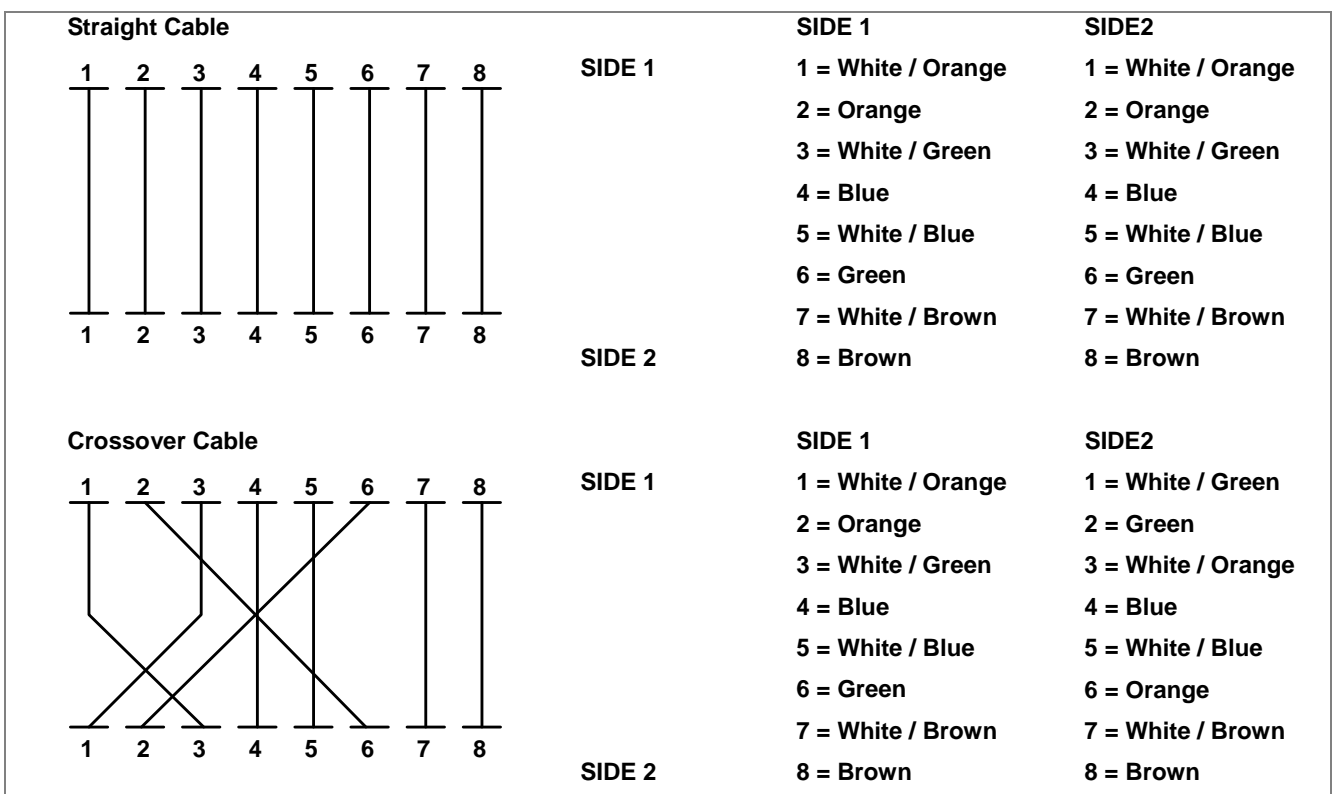 Straight Cable SIDE 1 SIDE2
1 2 3 4 5 6 7 8 SIDE 1 1 = White / Orange 1 = White / Orange
2 = Orange 2 = Orange
3 = White / Green 3 = White / Green
4 = Blue 4 = Blue
5 = White / Blue 5 = White / Blue
6 = Green 6 = Green
7 = White / Brown 7 = White / Brown
1 2 3 4 5 6 7 8
SIDE 2 8 = Brown 8 = Brown
Crossover Cable SIDE 1 SIDE2
1 2 3 4 5 6 7 8 SIDE 1 1 = White / Orange 1 = White / Green
2 = Orange 2 = Green
3 = White / Green 3 = White / Orange
4 = Blue 4 = Blue
5 = White / Blue 5 = White / Blue
6 = Green 6 = Orange
7 = White / Brown 7 = White / Brown
1 2 3 4 5 6 7 8
SIDE 2 8 = Brown 8 = Brown